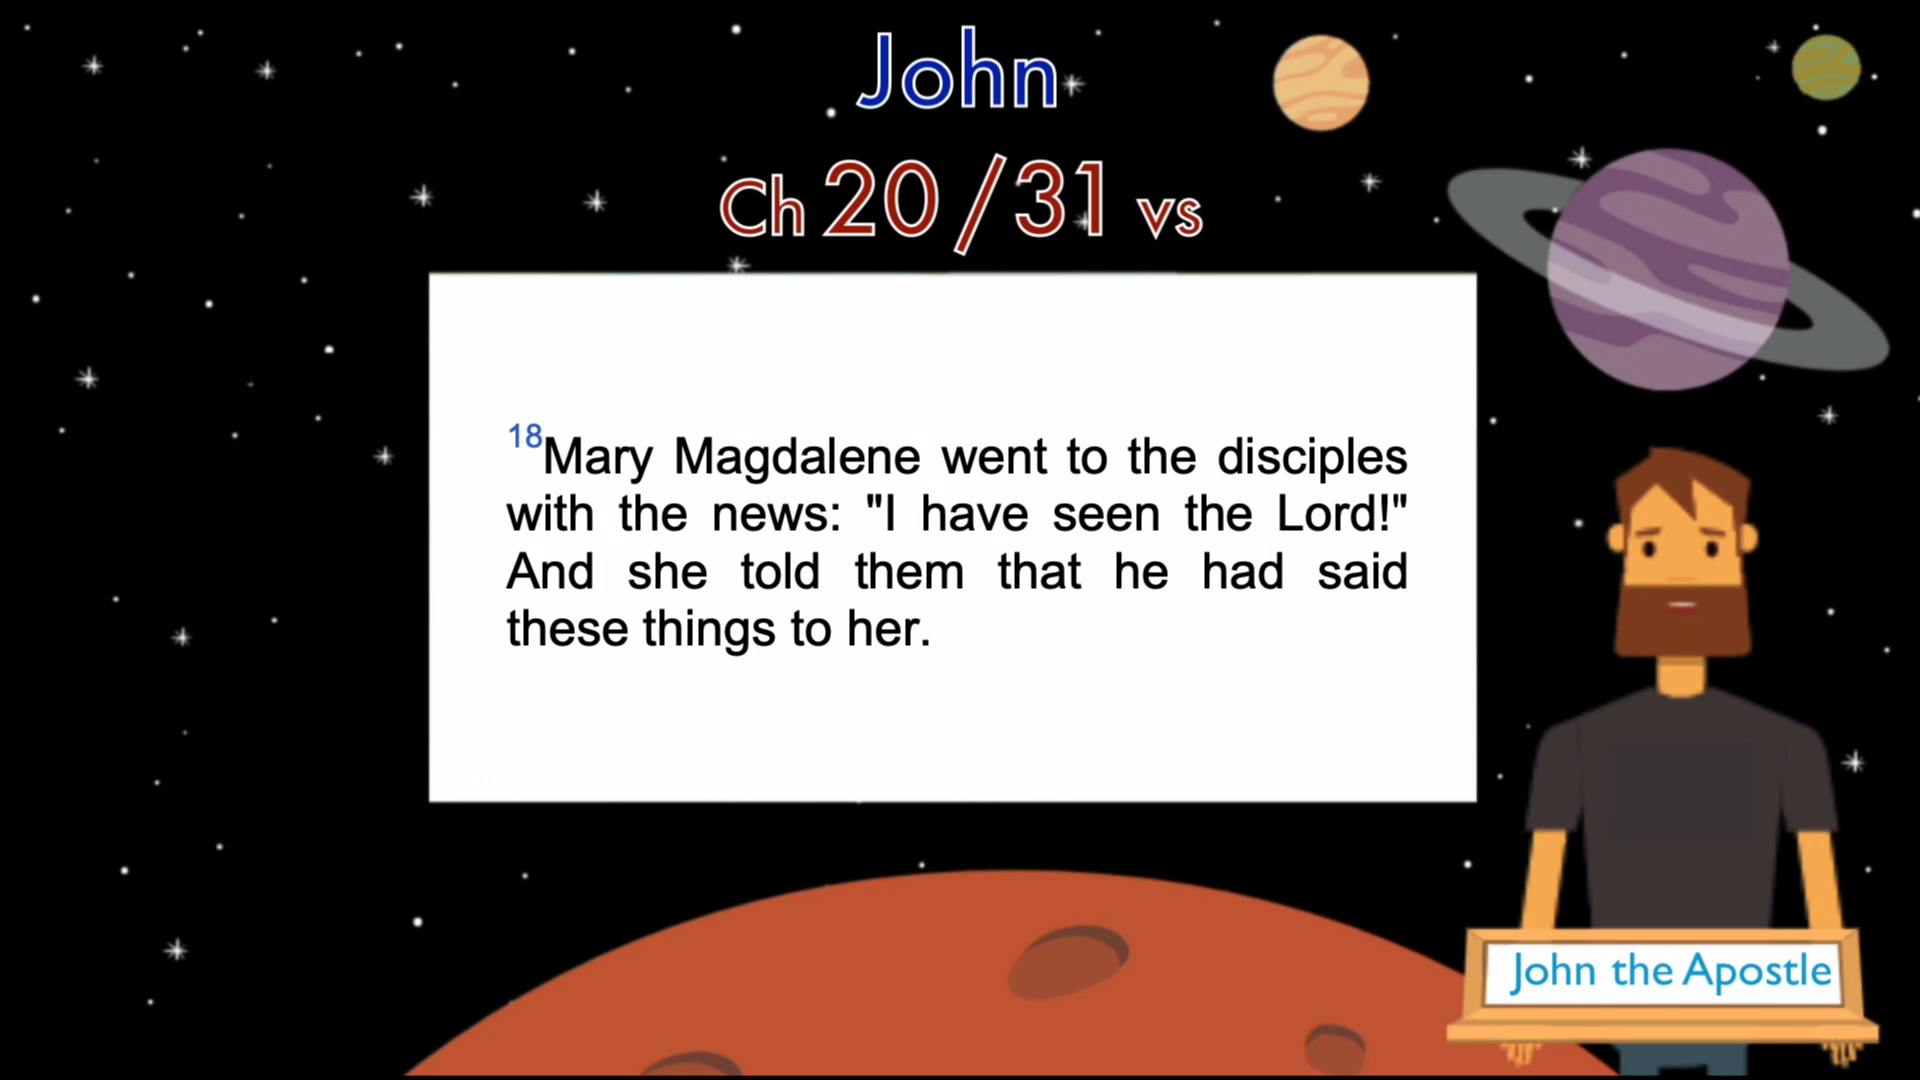 John
Ch 20/31 vs
18Mary Magdalene went to the disciples
with the news: "I have seen the Lord!"
And she told them that he had said
these things to her.
John the Apostle